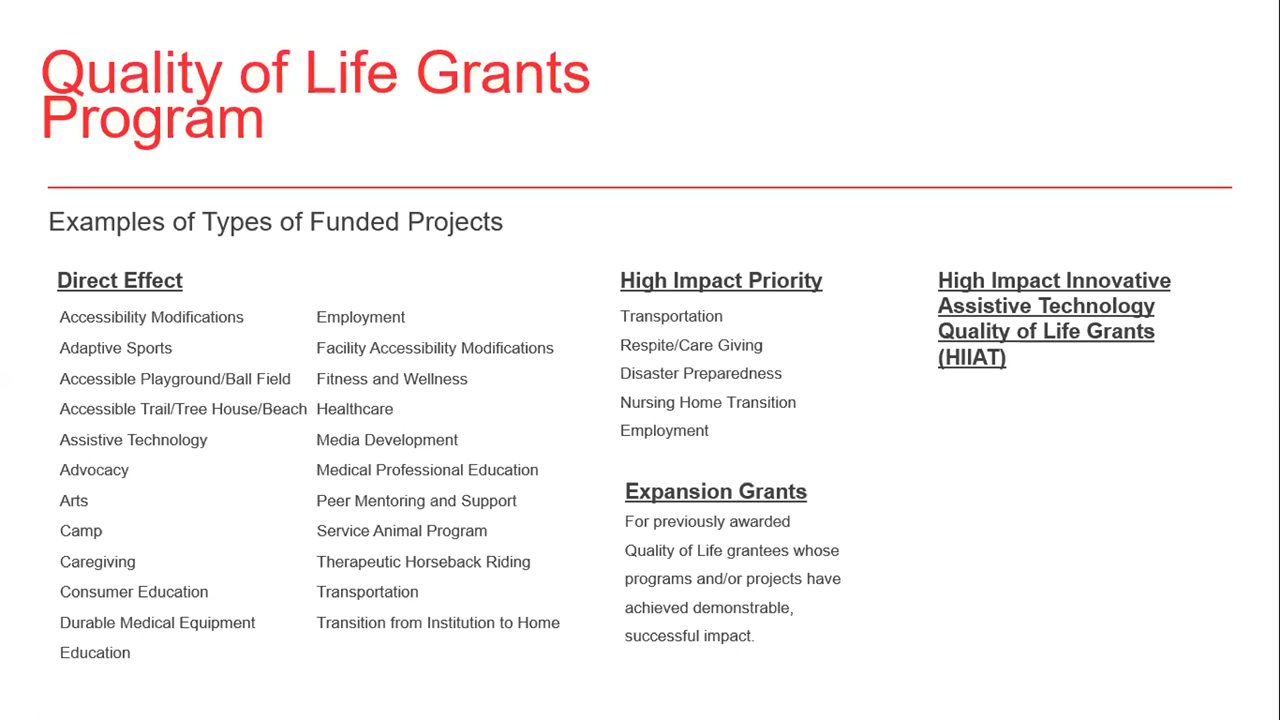 Quality of Life Grants
Program
Examples of Types of Funded Projects
Direct Effect
Accessibility Modifications
Adaptive Sports
Accessible Playground/Ball Field
Accessible Trail/Tree House/Beach
Assistive Technology
Advocacy
Arts
Camp
Caregiving
Consumer Education
Durable Medical Equipment
Education
Employment
Facility Accessibility Modifications
Fitness and Wellness
Healthcare
Media Development
Medical Professional Education
Peer Mentoring and Support
Service Animal Program
Therapeutic Horseback Riding
Transportation
Transition from Institution to Home
High Impact Priority
Transportation
Respite/Care Giving
Disaster Preparedness
Nursing Home Transition
Employment
Expansion Grants
For previously awarded
Quality of Life grantees whose
programs and/or projects have
achieved demonstrable,
successful impact.
High Impact Innovative
Assistive Technology
Quality of Life Grants
(HIIAT)